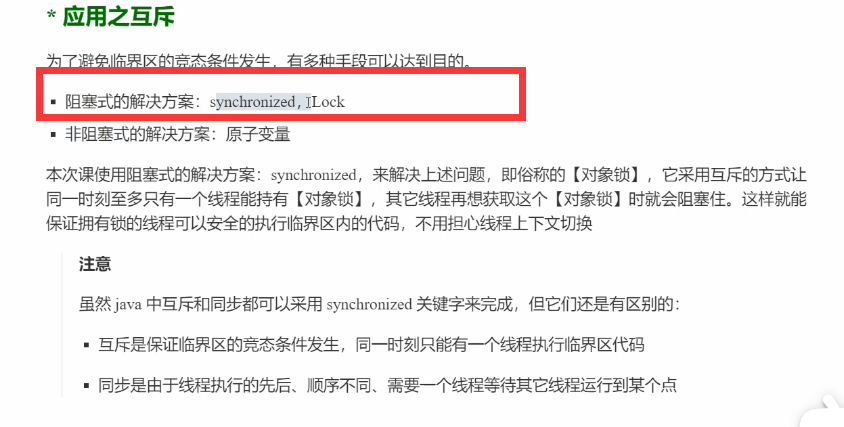 * 应用之互斥
为了避免临界区的竞态条件发生，有多种手段可以达到目的。
▪ 阻塞式的解决方案：synchronized，Lock
▪ 非阻塞式的解决方案：原子变量
本次课使用阻塞式的解决方案：synchronized，来解决上述问题，即俗称的【对象锁】，它采用互斥的方式让
同一时刻至多只有一个线程能持有【对象锁】，其它线程再想获取这个【对象锁】时就会阻塞住。这样就能
保证拥有锁的线程可以安全的执行临界区内的代码，不用担心线程上下文切换
注意
虽然 java 中互斥和同步都可以采用 synchronized 关键字来完成，但它们还是有区别的：
▪ 互斥是保证临界区的竞态条件发生，同一时刻只能有一个线程执行临界区代码
▪ 同步是由于线程执行的先后、顺序不同、需要一个线程等待其它线程运行到某个点